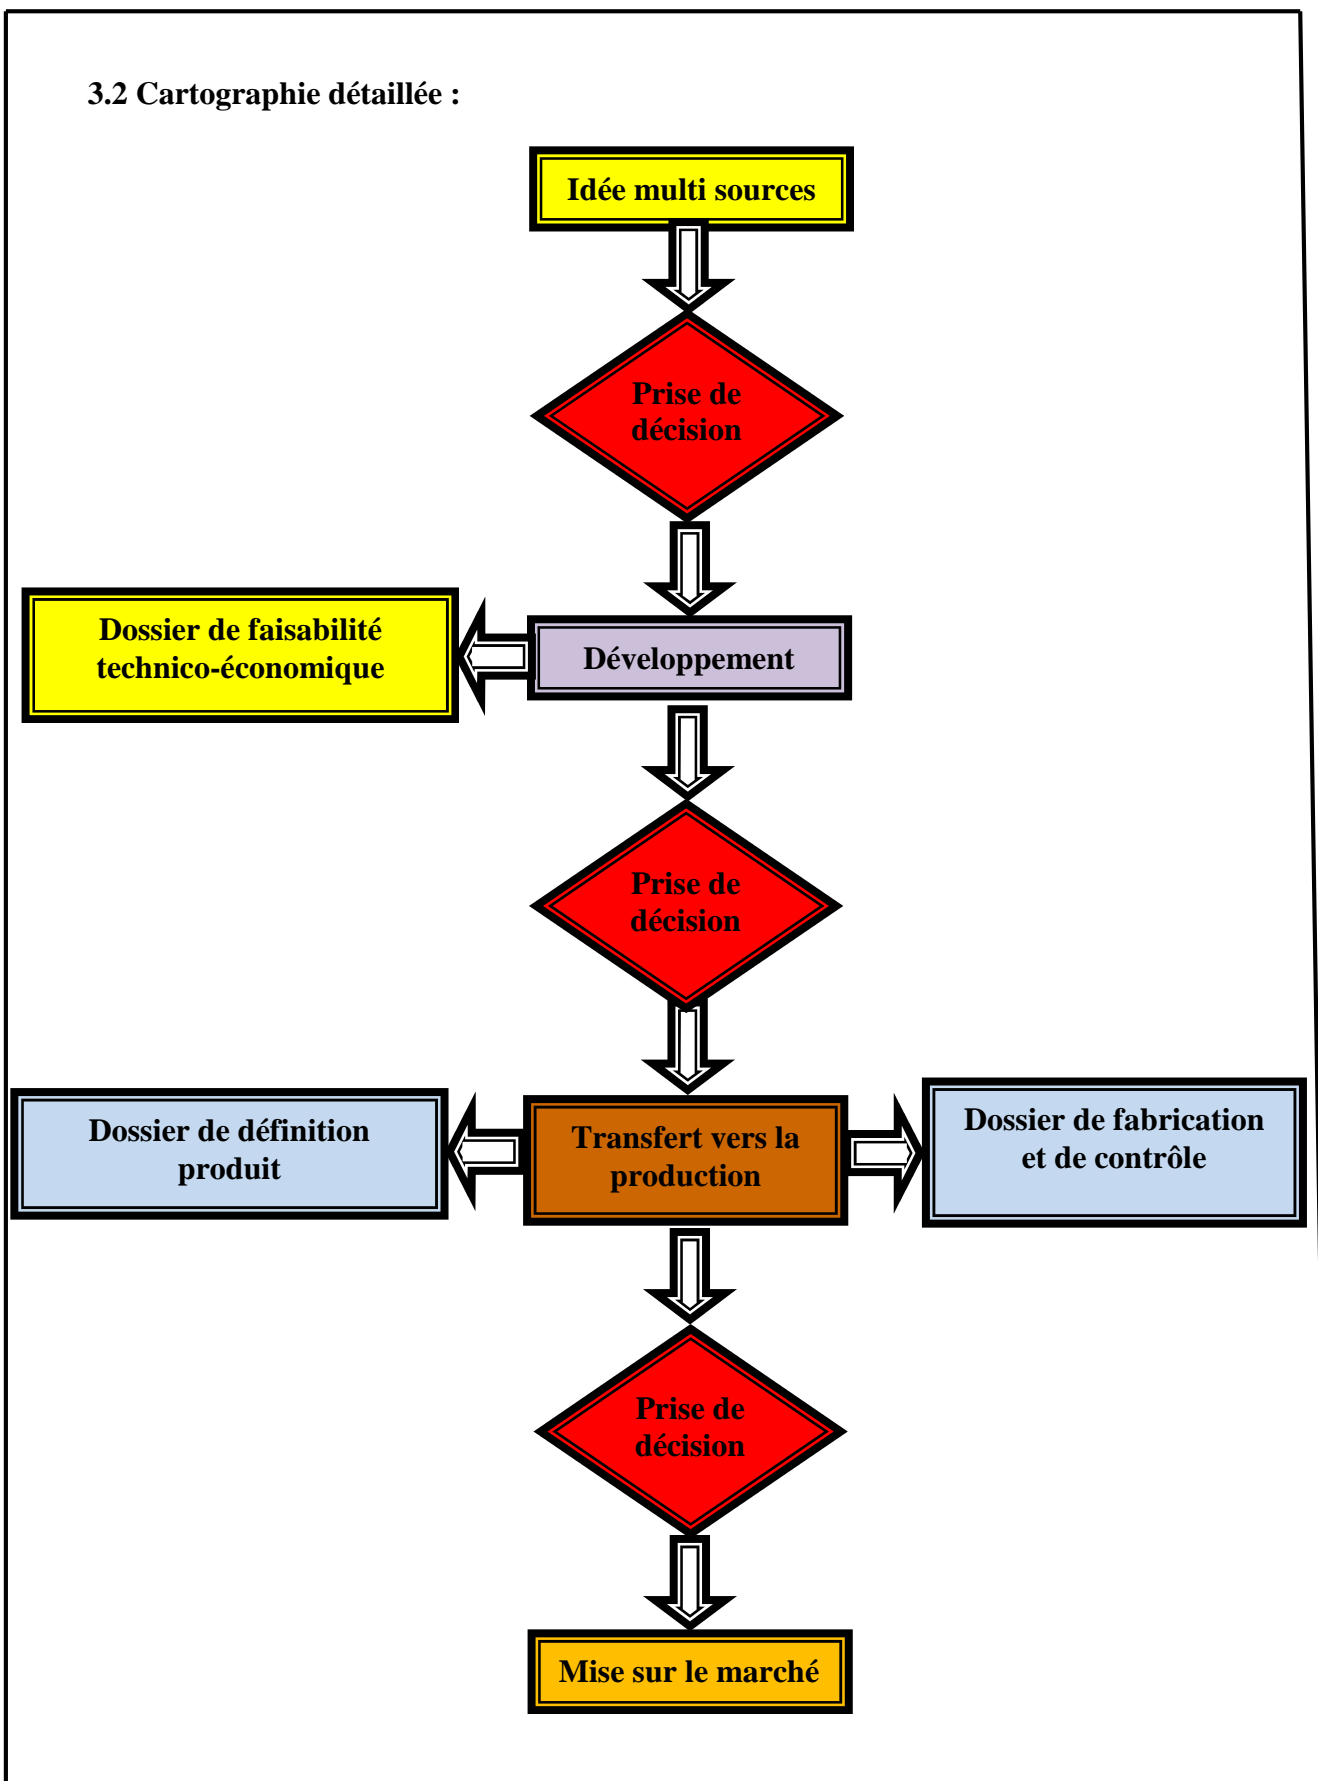 3.2 Cartographie détaillée :
Idée multi sources
Prise de
décision
Dossier de faisabilité
technico-économique
Développement
Prise de
décision
Dossier de définition
produit
Transfert vers la
production
Dossier de fabrication
et de contrôle
Prise de
décision
Mise sur le marché